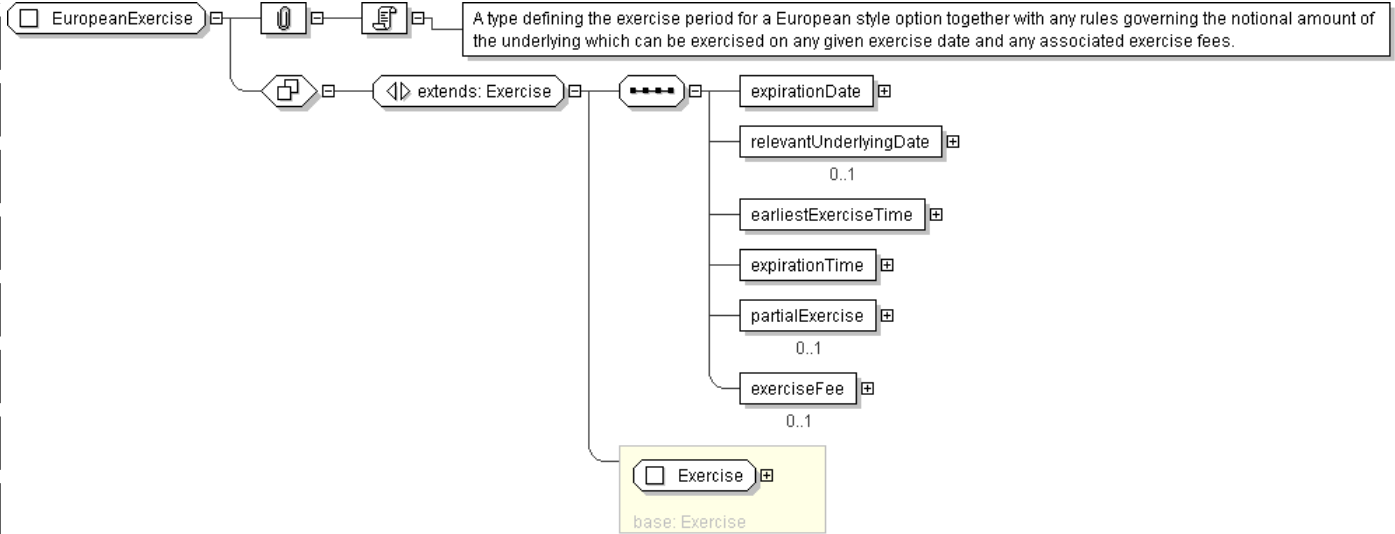 EuropeanExercise
A type defining the exercise period for a European style option together with any rules governing the notional amount of
the underlying which can be exercised on any given exercise date and any associated exercise fees.
extends: Exercise
expirationDate
relevantUnderlyingDate
0..1
earliestExerciseTime
expirationTime
partialExercise
0..1
exerciseFee
0..1
Exercise
base: Exercise